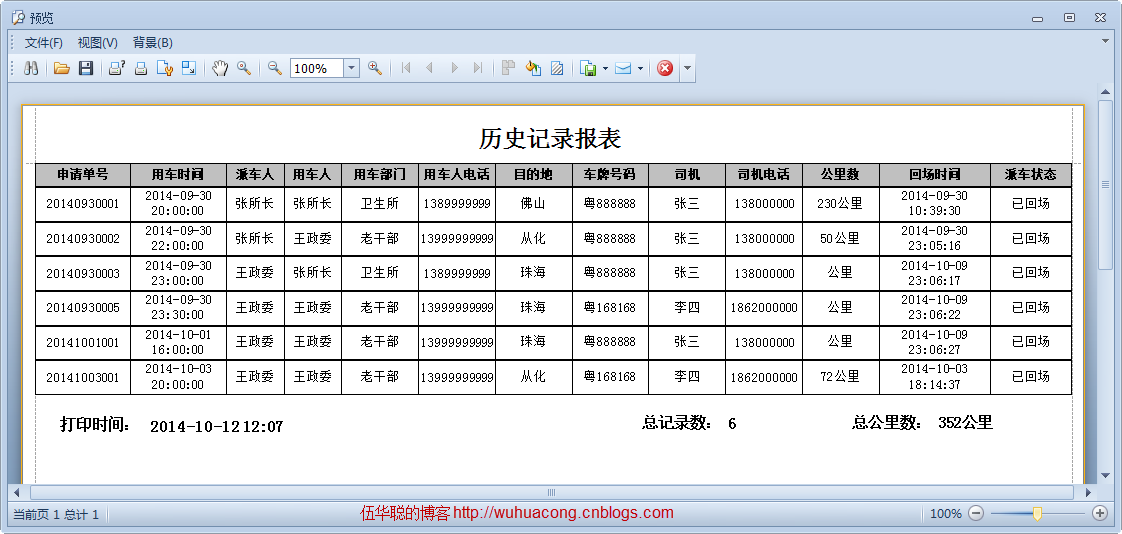 预览
文件(F) 视图(V) 背景(B)
100%
历史记录报表
申请单号 用车时间 派车人 用车人 用车部门 用车人电话 目的地 车牌号码 司机 司机电话 公里数 回场时间 派车状态
20140930001 2014-09-30 20:00:00 张所长 张所长 卫生所 1389999999 佛山 粤888888 张三 138000000 230公里 2014-09-30 10:39:30 已回场
20140930002 2014-09-30 22:00:00 张所长 王政委 老干部 13999999999 从化 粤888888 张三 138000000 50公里 2014-09-30 23:05:16 已回场
20140930003 2014-09-30 23:00:00 王政委 张所长 卫生所 1389999999 珠海 粤888888 张三 138000000 公里 2014-10-09 23:06:17 已回场
20140930005 2014-09-30 23:30:00 王政委 王政委 老干部 13999999999 珠海 粤168168 李四 1862000000 公里 2014-10-09 23:06:22 已回场
20141001001 2014-10-01 16:00:00 王政委 王政委 老干部 13999999999 珠海 粤888888 张三 138000000 公里 2014-10-09 23:06:27 已回场
20141003001 2014-10-03 20:00:00 王政委 王政委 老干部 13999999999 从化 粤168168 李四 1862000000 72公里 2014-10-03 18:14:37 已回场
打印时间： 2014-10-12 12:07 总记录数： 6 总公里数： 352公里
当前页 1 总计 1 伍华聪的博客 http://wuhuacong.cnblogs.com 100%